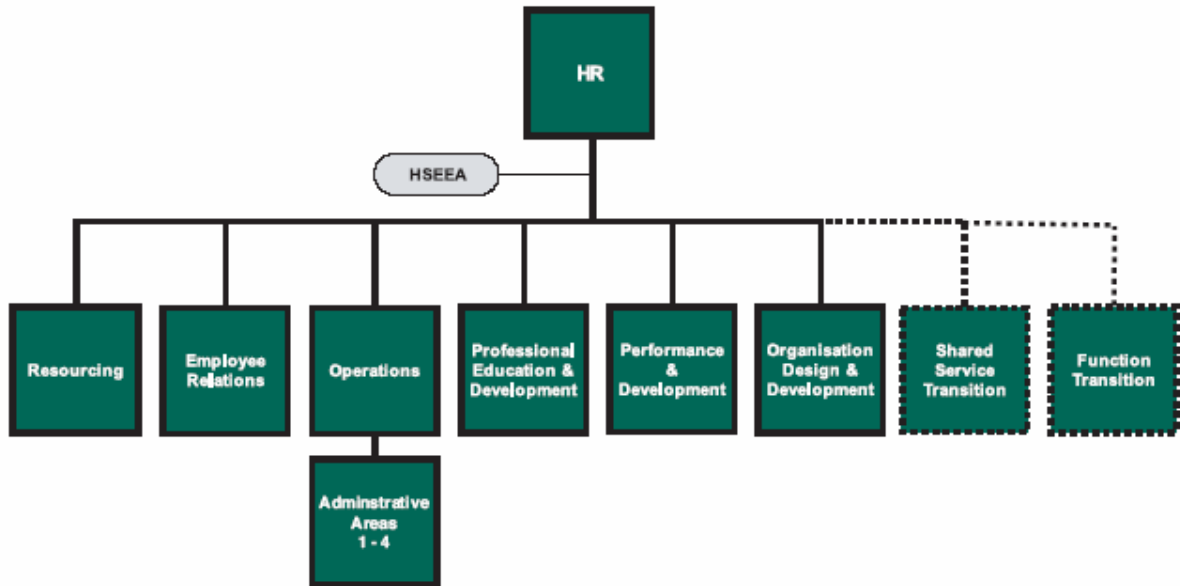 HR
HSEEA
Resourcing
Employee
Relations
Operations
Professional
Education &
Development
Performance
&
Development
Organisation
Design &
Development
Shared
Service
Transition
Function
Transition
Adminstrative
Areas
1 - 4